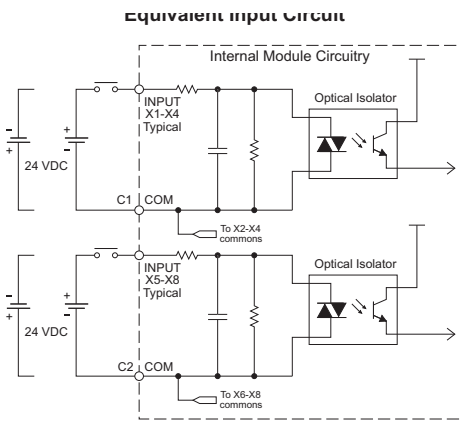 Equivalent Input Circuit
Internal Module Circuitry
INPUT
X1-X4
Typical
Optical Isolator
-
+
+
-
24 VDC
C1 COM
To X2-X4
commons
INPUT
X5-X8
Typical
Optical Isolator
-
+
+
-
24 VDC
C2 COM
To X6-X8
commons